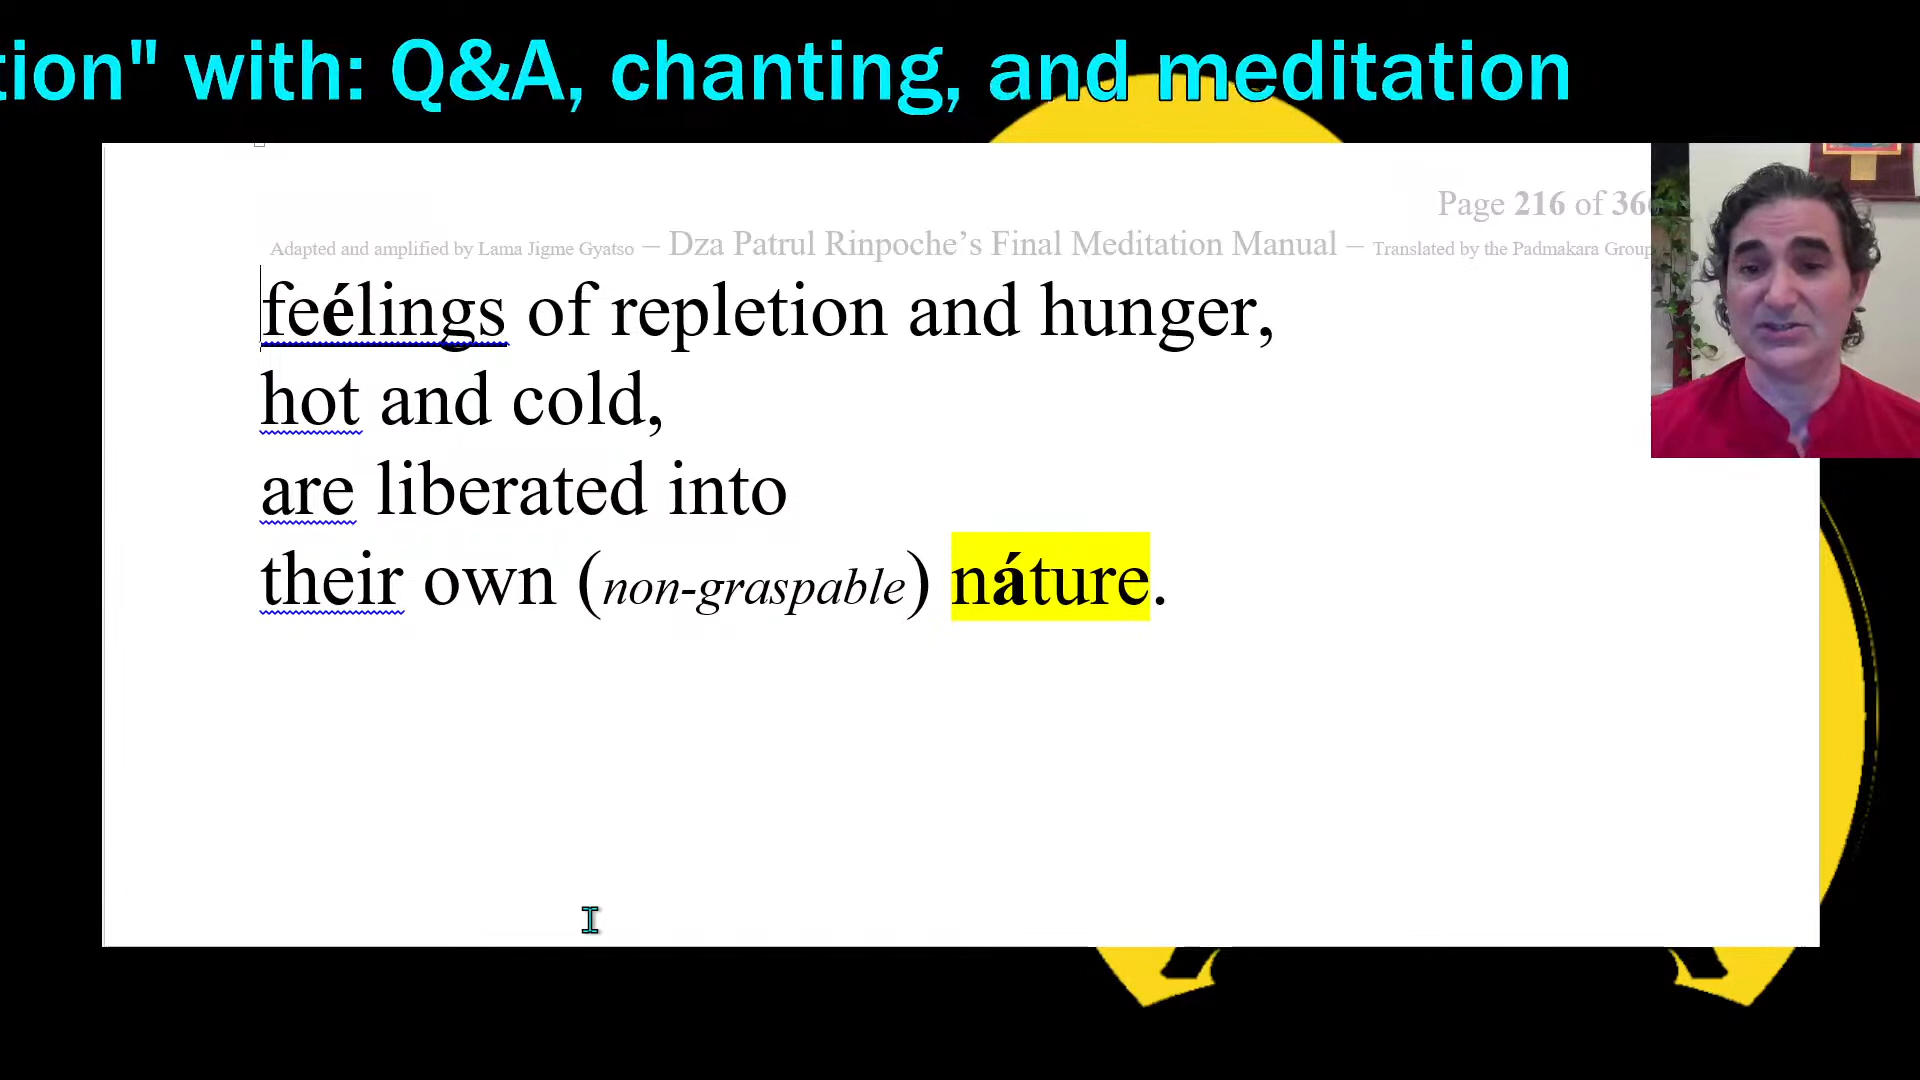 tion" with: Q&A, chanting, and meditation
Page 216 of 36
Adapted and amplified by Lama Jigme Gyatso – Dza Patrul Rinpoche’s Final Meditation Manual – Translated by the Padmakara Group
feélings of repletion and hunger,
hot and cold,
are liberated into
their own (non-graspable) náture.